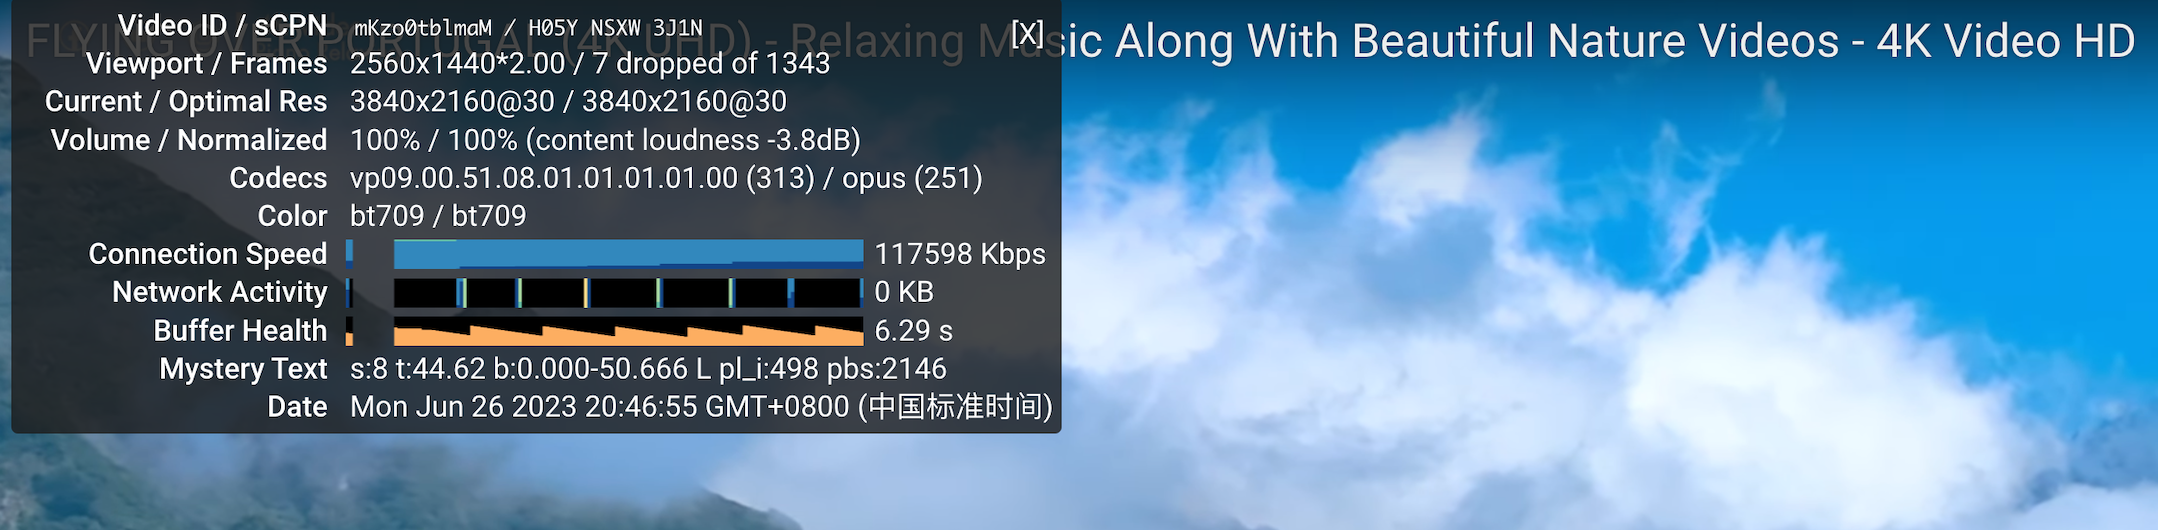 FLYING OVER PORTUGAL (4K UHD) - Relaxing Music Along With Beautiful Nature Videos - 4K Video HD
[X]
Video ID / sCPN mKzo0tblmaM / H05Y NSXW 3J1N
Viewport / Frames 2560x1440*2.00 / 7 dropped of 1343
Current / Optimal Res 3840x2160@30 / 3840x2160@30
Volume / Normalized 100% / 100% (content loudness -3.8dB)
Codecs vp09.00.51.08.01.01.01.01.00 (313) / opus (251)
Color bt709 / bt709
Connection Speed 117598 Kbps
Network Activity 0 KB
Buffer Health 6.29 s
Mystery Text s:8 t:44.62 b:0.000-50.666 L pl_i:498 pbs:2146
Date Mon Jun 26 2023 20:46:55 GMT+0800 (中国标准时间)